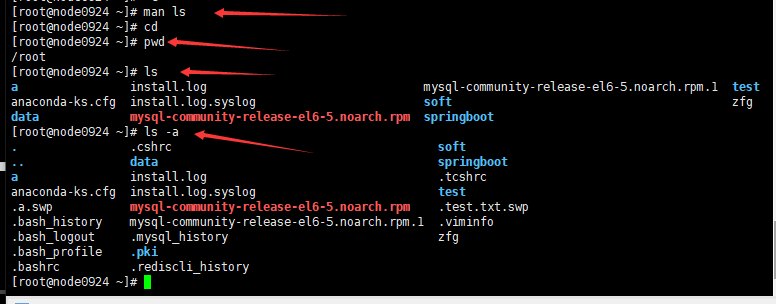 [root@node0924 ~]# man ls
[root@node0924 ~]# cd
[root@node0924 ~]# pwd
/root
[root@node0924 ~]# ls
a install.log mysql-community-release-el6-5.noarch.rpm.1 test
anaconda-ks.cfg install.log.syslog soft zfg
data mysql-community-release-el6-5.noarch.rpm springboot
[root@node0924 ~]# ls -a
. .cshrc soft
.. data springboot
a install.log .tcshrc
anaconda-ks.cfg install.log.syslog test
.a.swp mysql-community-release-el6-5.noarch.rpm .test.txt.swp
.bash_history mysql-community-release-el6-5.noarch.rpm.1 .viminfo
.bash_logout .mysql_history zfg
.bash_profile .pki
.bashrc .rediscli_history
[root@node0924 ~]#